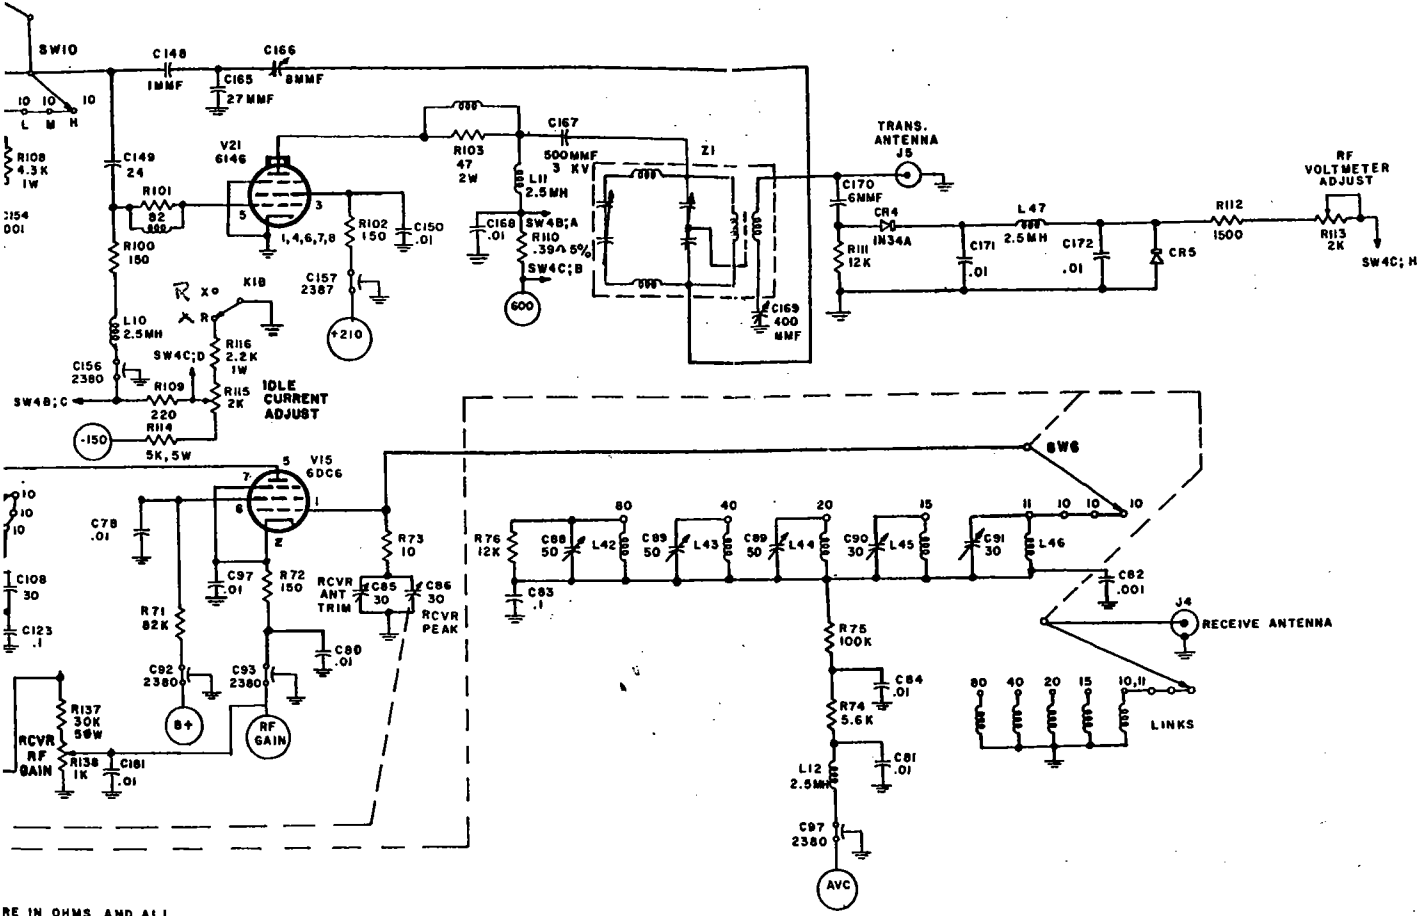 SW10
C148
1MMF
C166
8MMF
C165
27MMF
10 10 10
L M H
R108
4.3K
1W
C149
24
V21
6146
R103
47
2W
C167
500MMF
3 KV
Z1
TRANS.
ANTENNA
J5
RF
VOLTMETER
ADJUST
R101
82
5
3
1,4,6,7,8
L11
2.5MH
C170
6MMF
CR4
1N34A
L47
2.5MH
R112
1500
R113
2K
SW4C;H
C154
001
R100
150
R102
150
C150
.01
C168
.01
SW4B;A
R110
.39Ω 5%
SW4C;B
600
R111
12K
C171
.01
C172
.01
CR5
C157
2387
+210
C169
400
MMF
R X
X R
K1B
L10
2.5MH
R116
2.2K
1W
C156
2380
SW4C;D
R109
220
R115
2K
IDLE
CURRENT
ADJUST
SW4B;C
-150
R114
5K, 5W
V15
6DC6
5
7
6
1
2
SW6
10
10
10
C78
.01
R73
10
R76
12K
C88
50
L42
80
C89
50
L43
40
C89
50
L44
20
C90
30
L45
15
C91
30
L46
11 10 10 10
C108
30
C123
.1
C97
.01
R72
150
R71
82K
RCVR
ANT
TRIM
C85
30
C86
30
RCVR
PEAK
C83
.1
C82
.001
J4
RECEIVE ANTENNA
C80
.01
C92
2380
C93
2380
B+
RF
GAIN
R75
100K
C84
.01
R74
5.6K
80 40 20 15 10,11
LINKS
R137
30K
50W
RCVR
RF
GAIN
R138
1K
C181
.01
C81
.01
L12
2.5MH
C97
2380
AVC
RE IN OHMS AND ALL